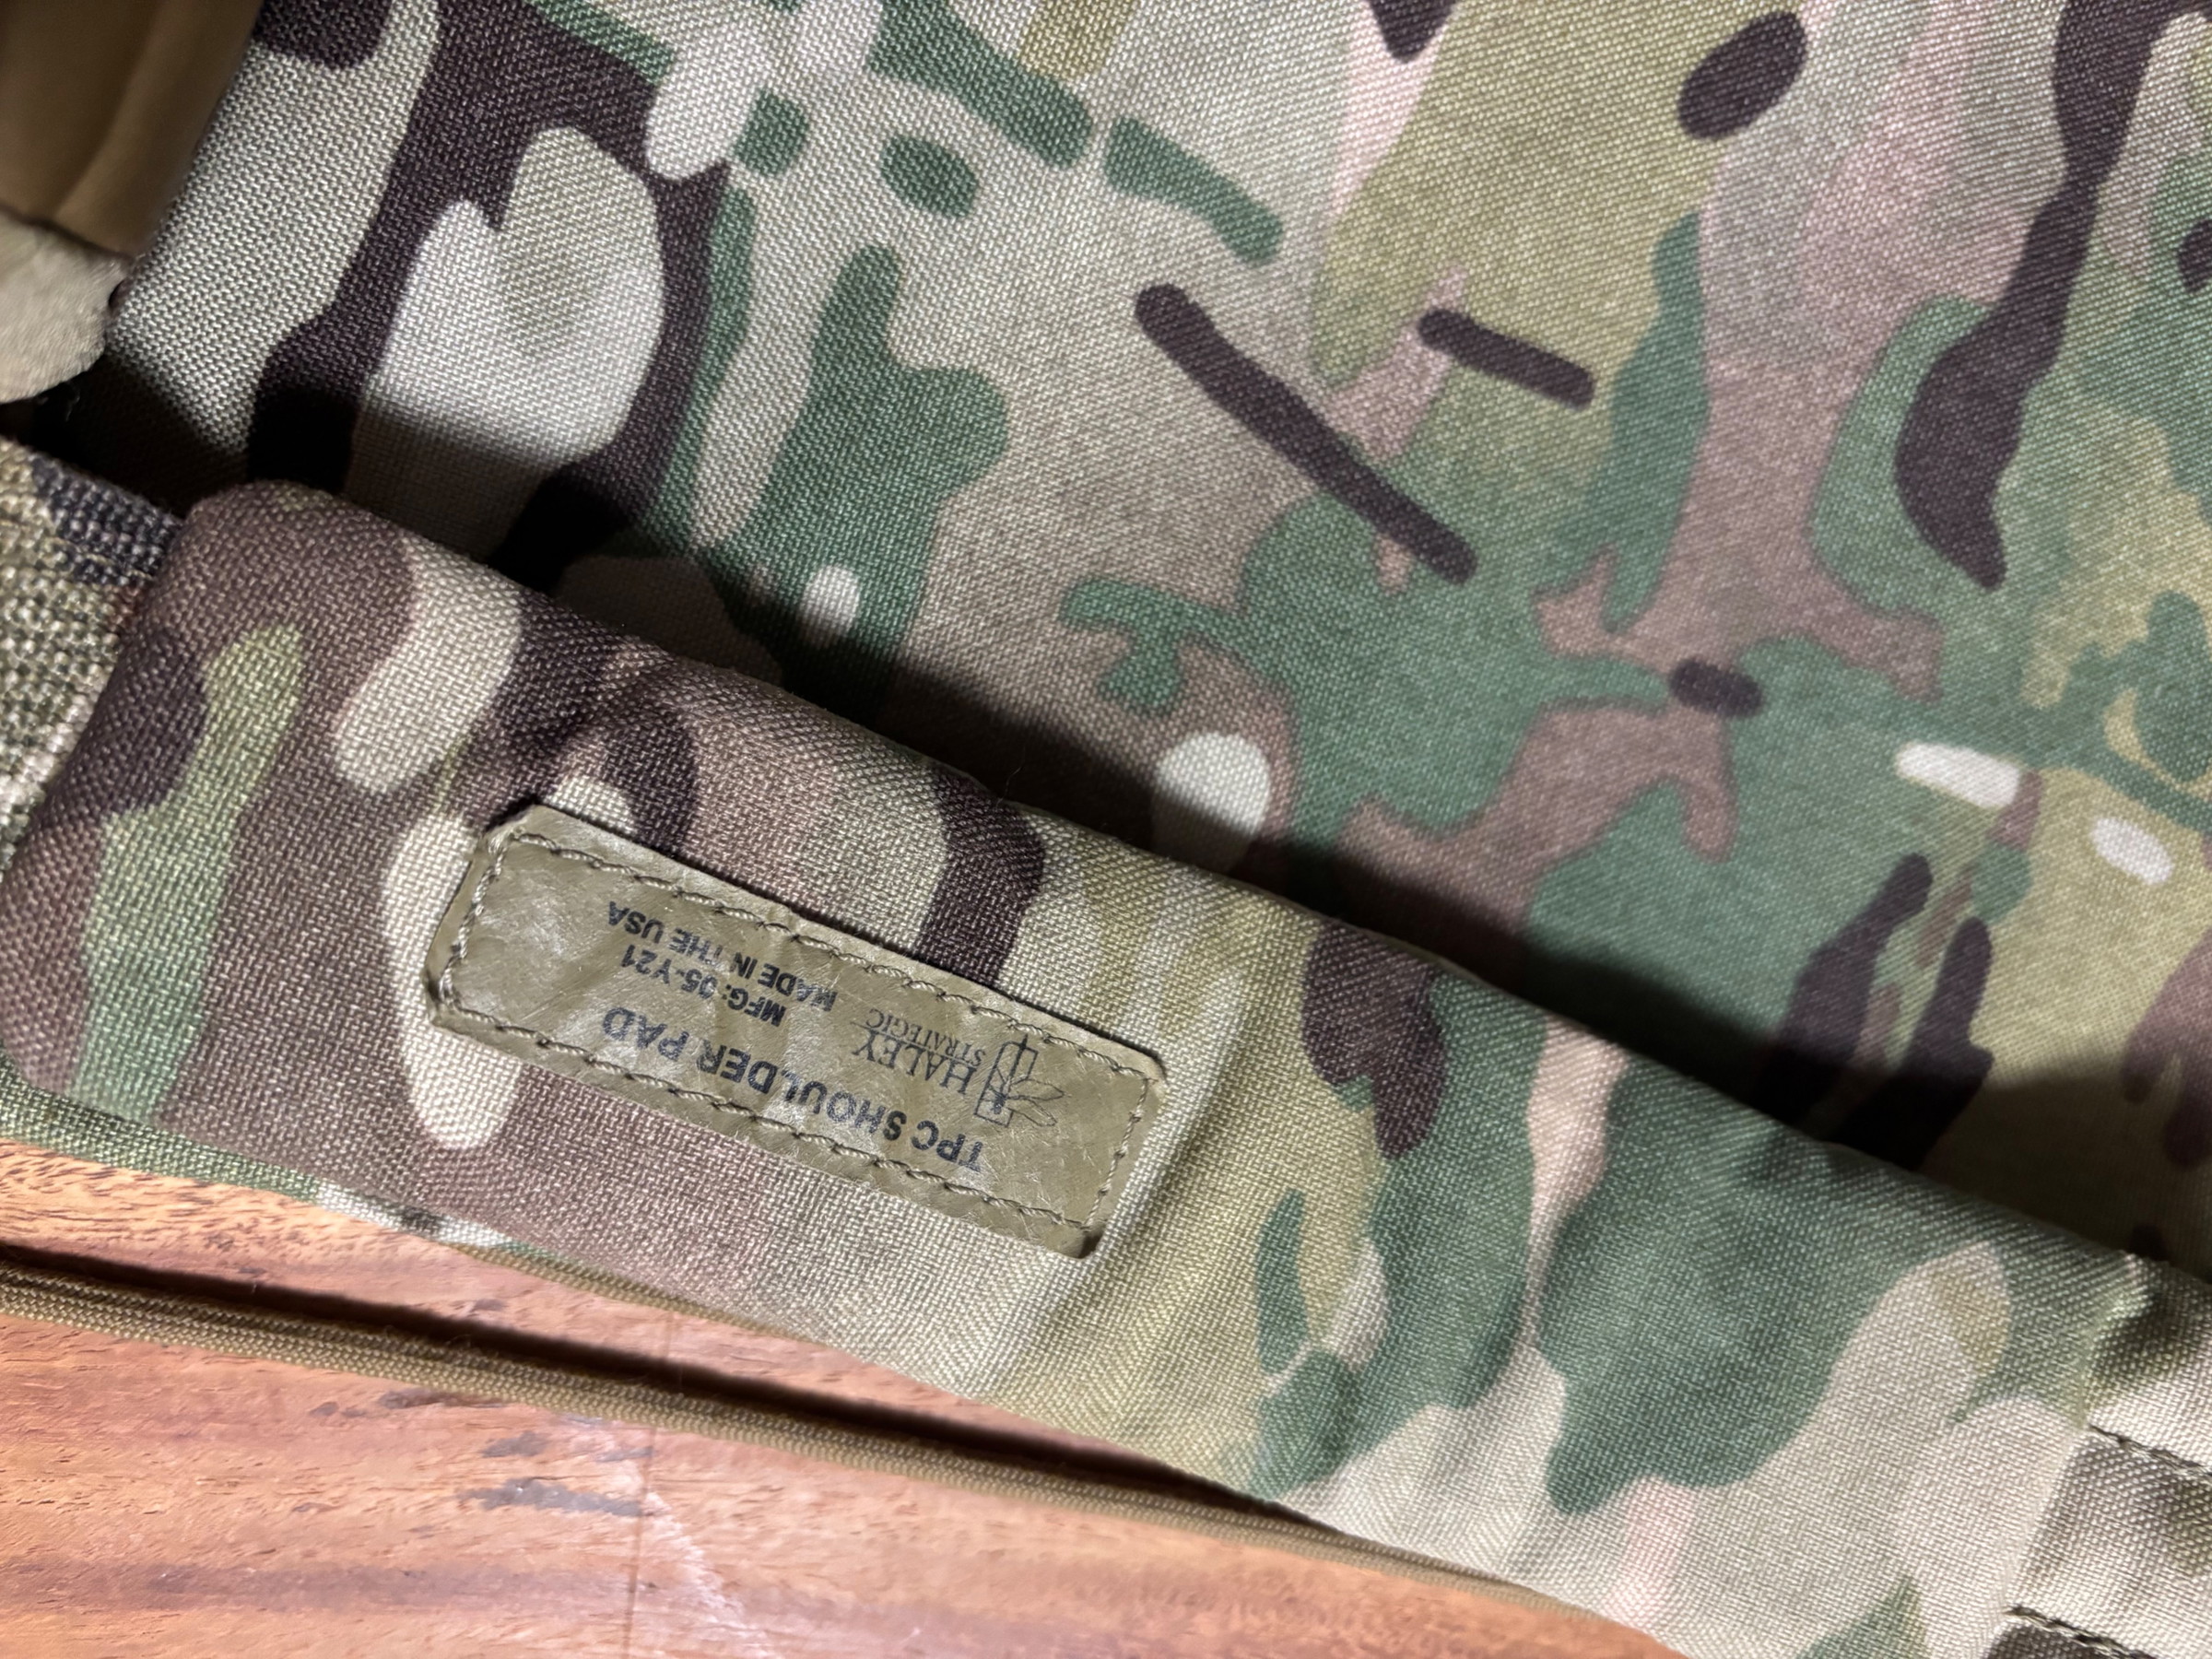 TPC SHOULDER PAD
HALEY
STRATEGIC
MFG: 05-Y21
MADE IN THE USA